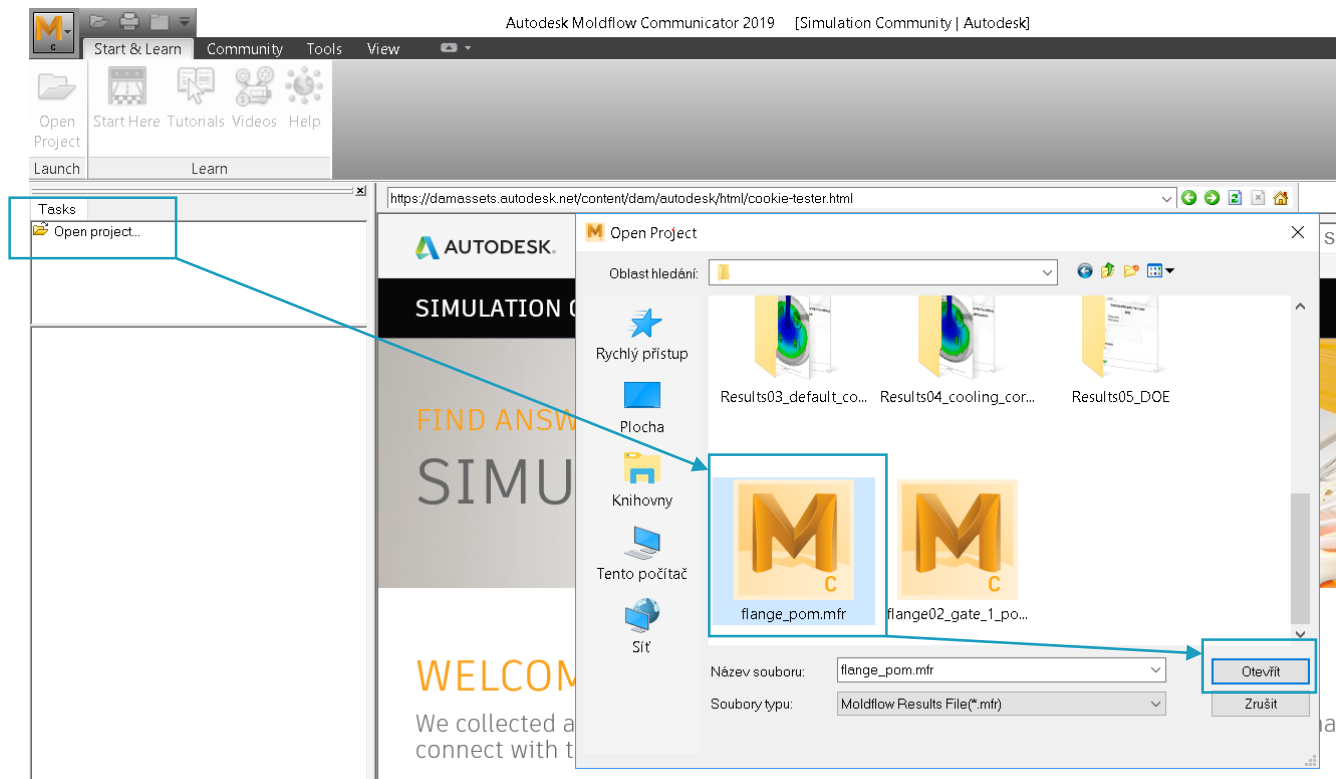 Autodesk Moldflow Communicator 2019 [Simulation Community | Autodesk]
C
Start & Learn Community Tools View
Open Project
Start Here Tutorials Videos Help
Launch Learn
Tasks
Open project...
https://damassets.autodesk.net/content/dam/autodesk/html/cookie-tester.html
AUTODESK.
S
SIMULATION
FIND ANSW
SIMU
WELCOM
We collected a
connect with t
Open Project
Oblast hledání:
Rychlý přístup
Plocha
Knihovny
Tento počítač
Síť
Results03_default_co... Results04_cooling_cor... Results05_DOE
C C
flange_pom.mfr flange02_gate_1_po...
Název souboru: flange_pom.mfr Otevřít
Soubory typu: Moldflow Results File(*.mfr) Zrušit